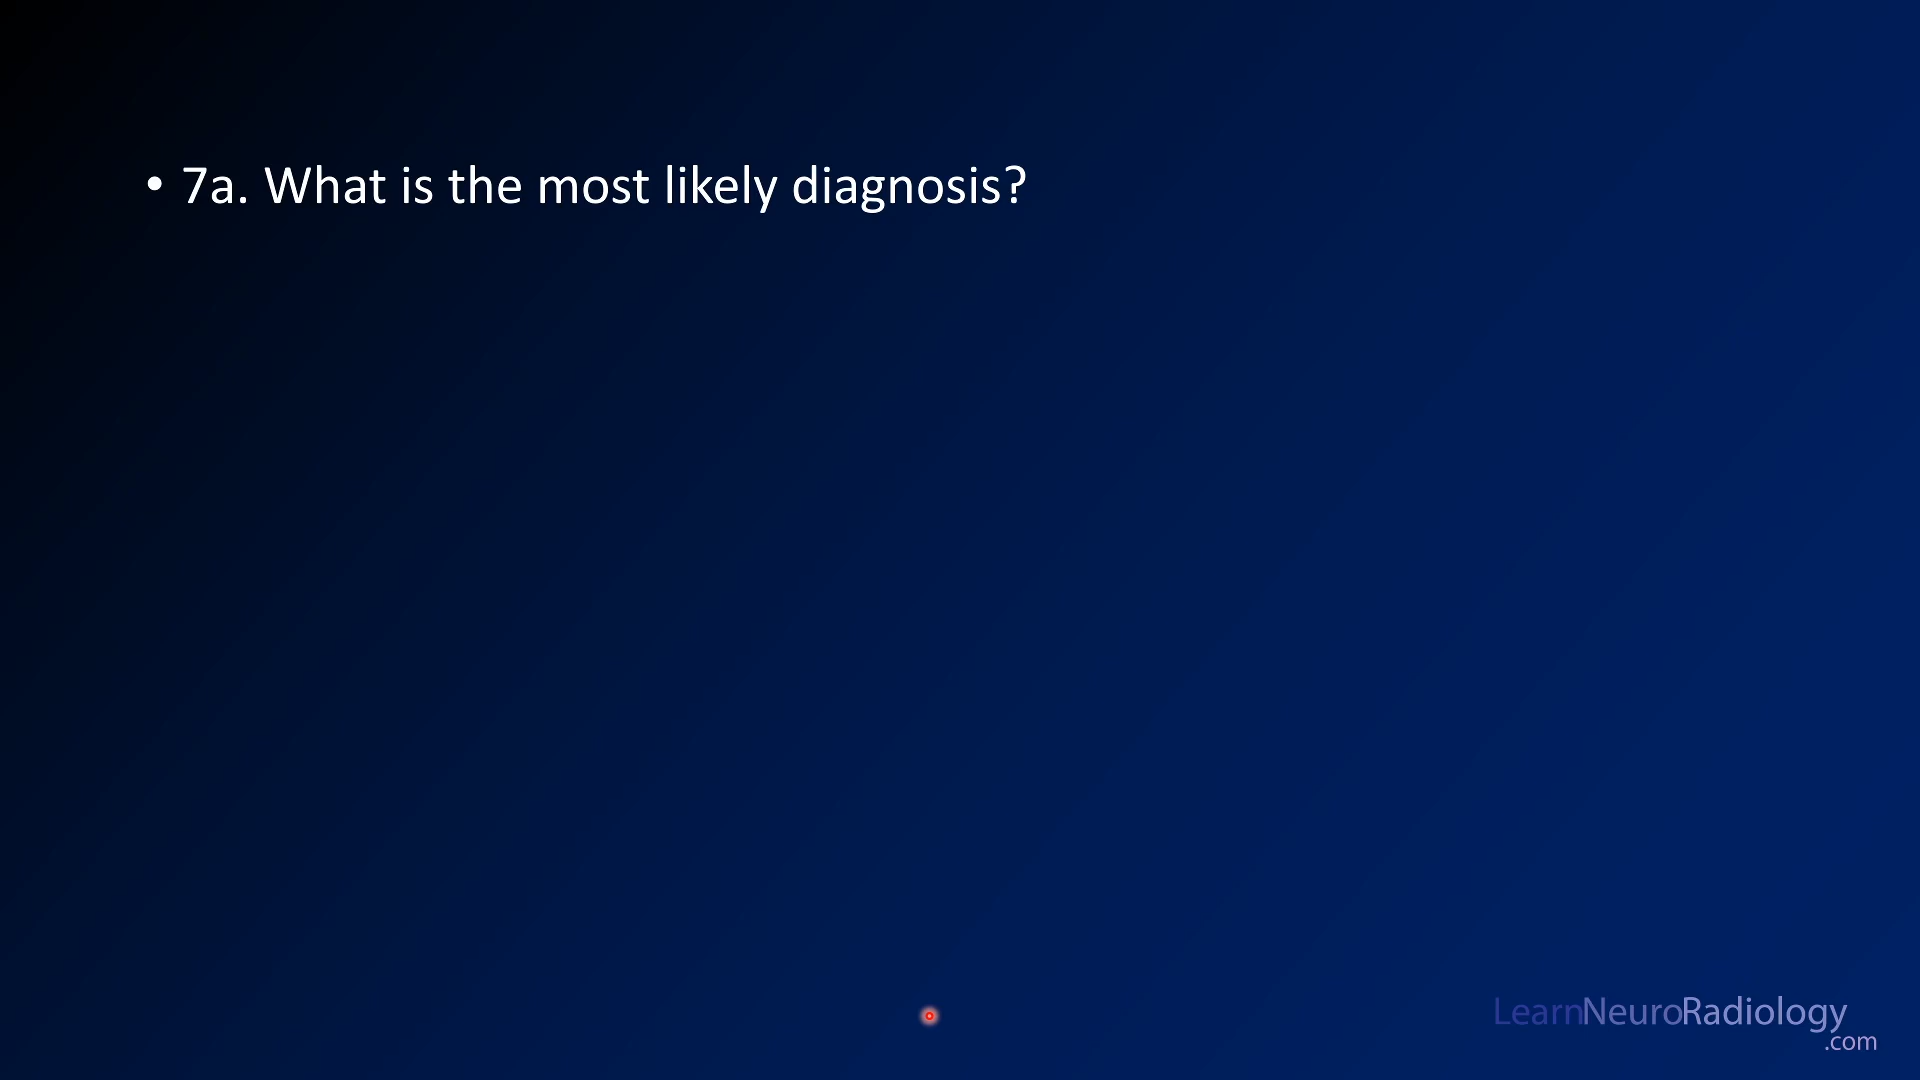 • 7a. What is the most likely diagnosis?
LearnNeuroRadiology
.com